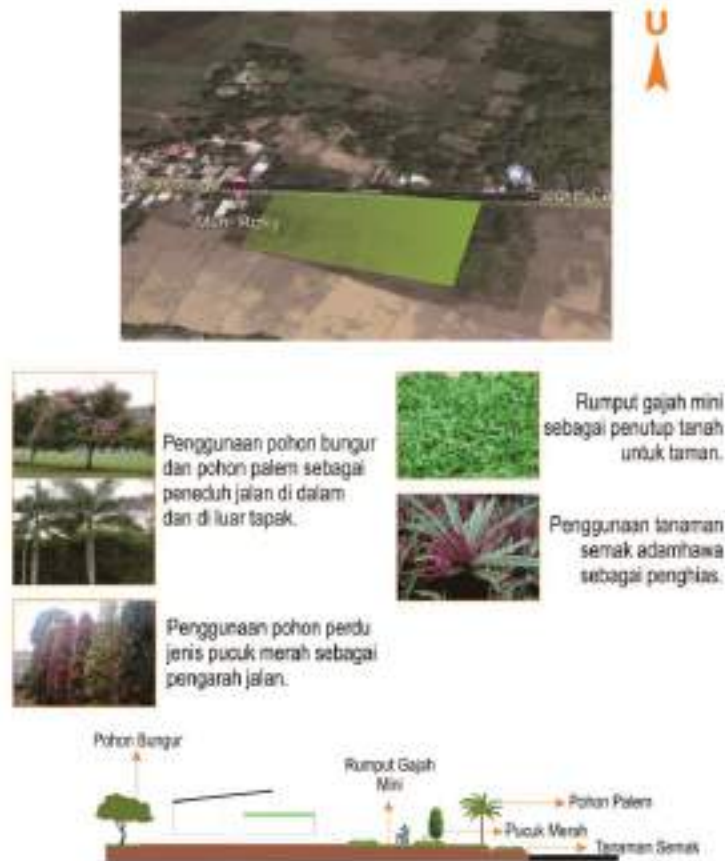 U
Penggunaan pohon bungur
dan pohon palem sebagai
peneduh jalan di dalam
dan di luar tapak.
Rumput gajah mini
sebagai penutup tanah
untuk taman.
Penggunaan tanaman
semak adamhawa
sebagai penghias.
Penggunaan pohon perdu
jenis pucuk merah sebagai
pengarah jalan.
Pohon Bungur
Rumput Gajah
Mini
Pohon Palem
Pucuk Merah
Tanaman Semak